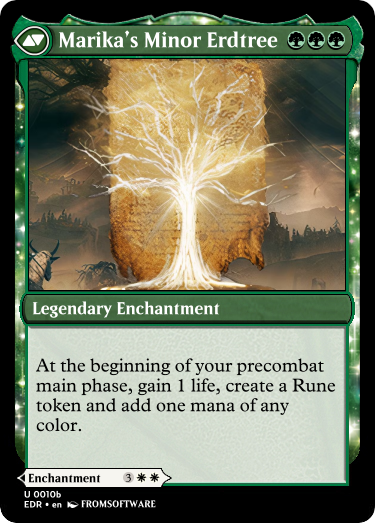 Marika's Minor Erdtree
Legendary Enchantment
At the beginning of your precombat
main phase, gain 1 life, create a Rune
token and add one mana of any
color.
Enchantment 3
U 0010b
EDR • en FROMSOFTWARE